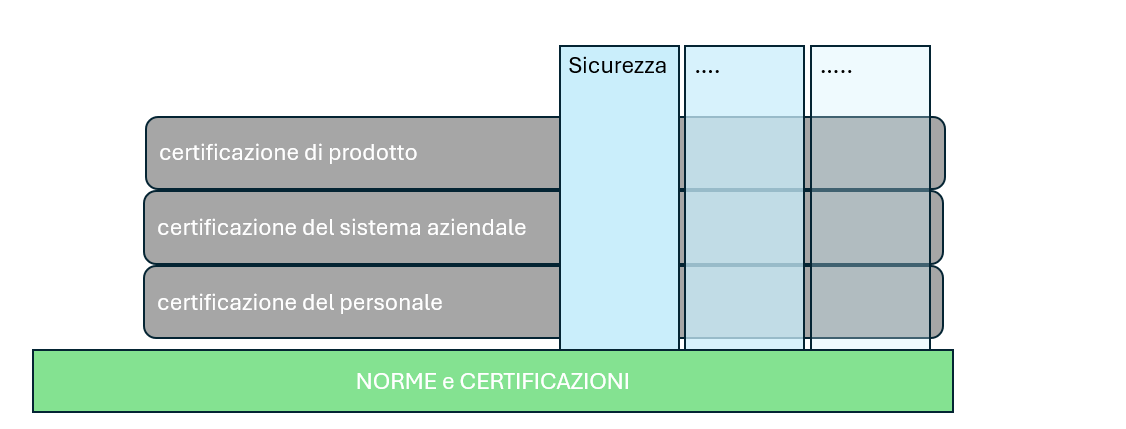 Sicurezza
....
.....
certificazione di prodotto
certificazione del sistema aziendale
certificazione del personale
NORME e CERTIFICAZIONI